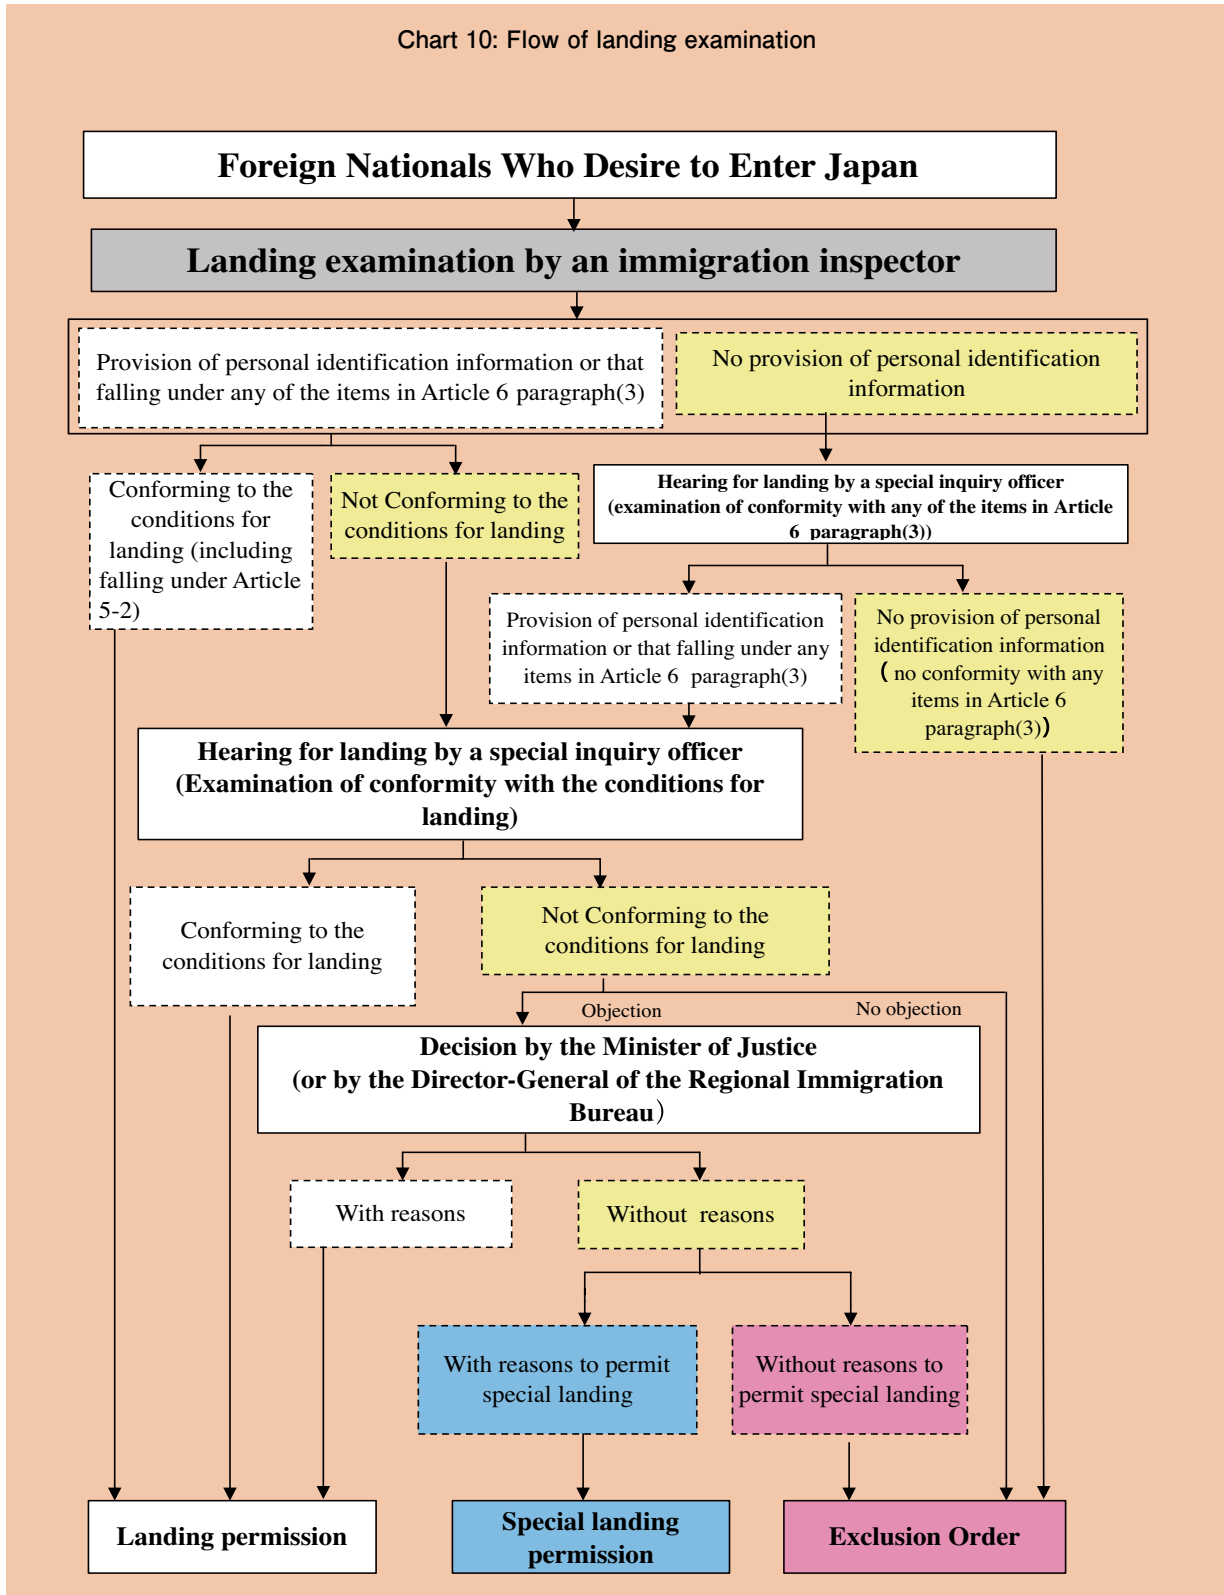 Chart 10: Flow of landing examination
Foreign Nationals Who Desire to Enter Japan
Landing examination by an immigration inspector
Provision of personal identification information or that
falling under any of the items in Article 6 paragraph(3)
No provision of personal identification
information
Conforming to the
conditions for
landing (including
falling under Article
5-2)
Not Conforming to the
conditions for landing
Hearing for landing by a special inquiry officer
(examination of conformity with any of the items in Article
6 paragraph(3))
Provision of personal identification
information or that falling under any
items in Article 6 paragraph(3)
No provision of personal
identification information
( no conformity with any
items in Article 6
paragraph(3))
Hearing for landing by a special inquiry officer
(Examination of conformity with the conditions for
landing)
Conforming to the
conditions for landing
Not Conforming to the
conditions for landing
Objection
No objection
Decision by the Minister of Justice
(or by the Director-General of the Regional Immigration
Bureau）
With reasons
Without reasons
With reasons to permit
special landing
Without reasons to
permit special landing
Landing permission
Special landing
permission
Exclusion Order